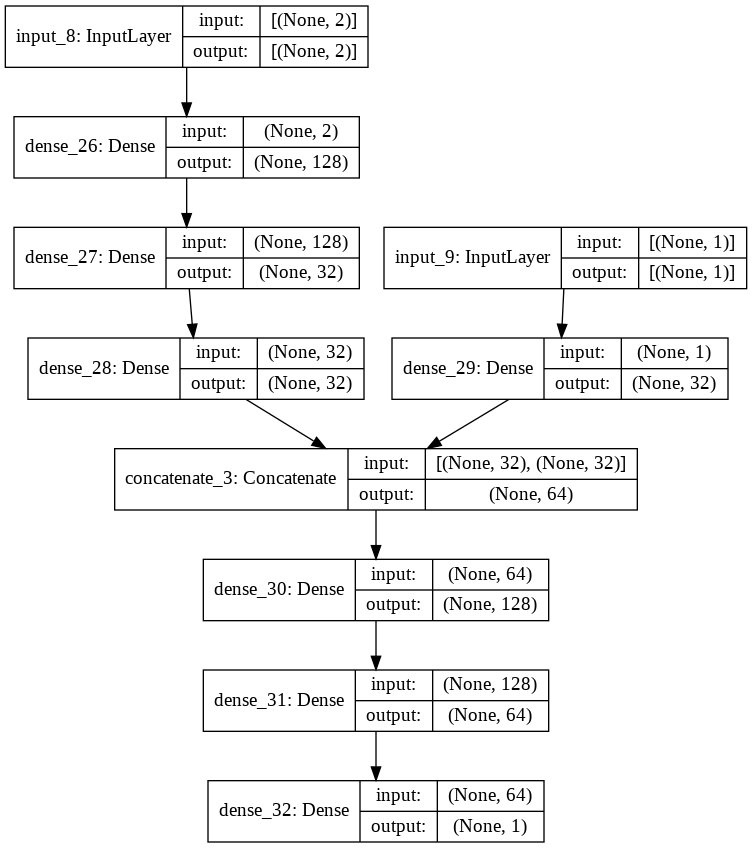 input_8: InputLayer
input: [(None, 2)]
output: [(None, 2)]
dense_26: Dense
input: (None, 2)
output: (None, 128)
dense_27: Dense
input: (None, 128)
output: (None, 32)
input_9: InputLayer
input: [(None, 1)]
output: [(None, 1)]
dense_28: Dense
input: (None, 32)
output: (None, 32)
dense_29: Dense
input: (None, 1)
output: (None, 32)
concatenate_3: Concatenate
input: [(None, 32), (None, 32)]
output: (None, 64)
dense_30: Dense
input: (None, 64)
output: (None, 128)
dense_31: Dense
input: (None, 128)
output: (None, 64)
dense_32: Dense
input: (None, 64)
output: (None, 1)